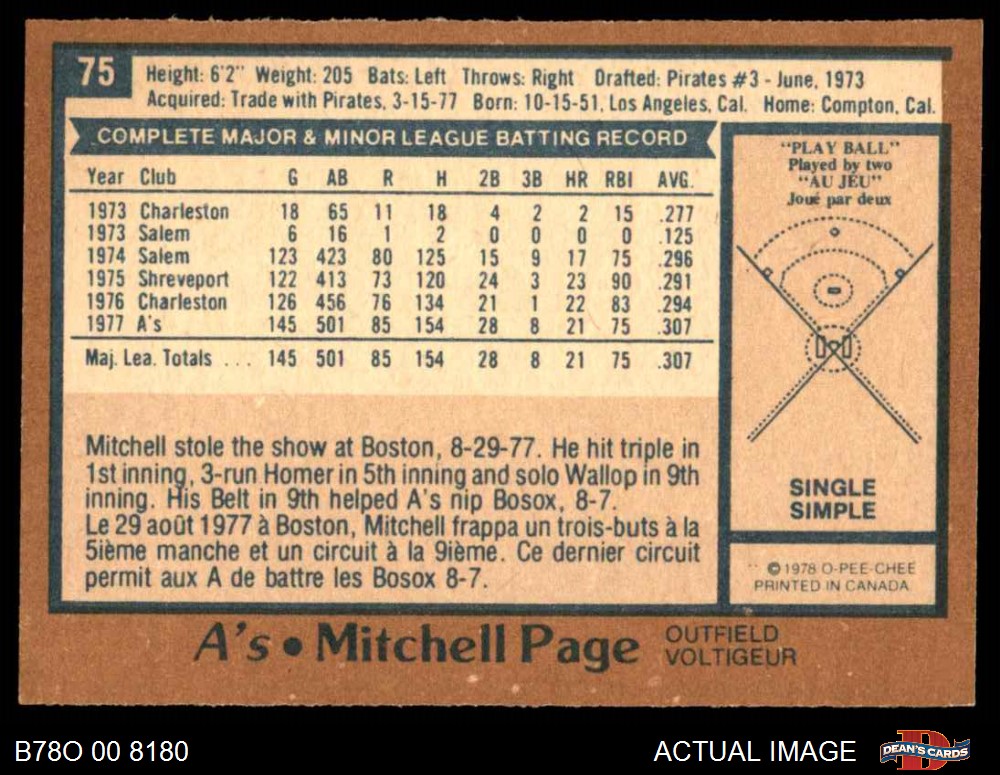 75
Height: 6'2" Weight: 205 Bats: Left Throws: Right Drafted: Pirates #3 - June, 1973
Acquired: Trade with Pirates, 3-15-77 Born: 10-15-51, Los Angeles, Cal. Home: Compton, Cal.
COMPLETE MAJOR & MINOR LEAGUE BATTING RECORD
Year Club G AB R H 2B 3B HR RBI AVG.
1973 Charleston 18 65 11 18 4 2 2 15 .277
1973 Salem 6 16 1 2 0 0 0 0 .125
1974 Salem 123 423 80 125 15 9 17 75 .296
1975 Shreveport 122 413 73 120 24 3 23 90 .291
1976 Charleston 126 456 76 134 21 1 22 83 .294
1977 A's 145 501 85 154 28 8 21 75 .307
Maj. Lea. Totals ... 145 501 85 154 28 8 21 75 .307
Mitchell stole the show at Boston, 8-29-77. He hit triple in
1st inning, 3-run Homer in 5th inning and solo Wallop in 9th
inning. His Belt in 9th helped A's nip Bosox, 8-7.
Le 29 août 1977 à Boston, Mitchell frappa un trois-buts à la
5ième manche et un circuit à la 9ième. Ce dernier circuit
permit aux A de battre les Bosox 8-7.
"PLAY BALL"
Played by two
"AU JEU"
Joué par deux
SINGLE
SIMPLE
©1978 O-PEE-CHEE
PRINTED IN CANADA
A's • Mitchell Page
OUTFIELD
VOLTIGEUR
B78O 00 8180
ACTUAL IMAGE
DEAN'S CARDS